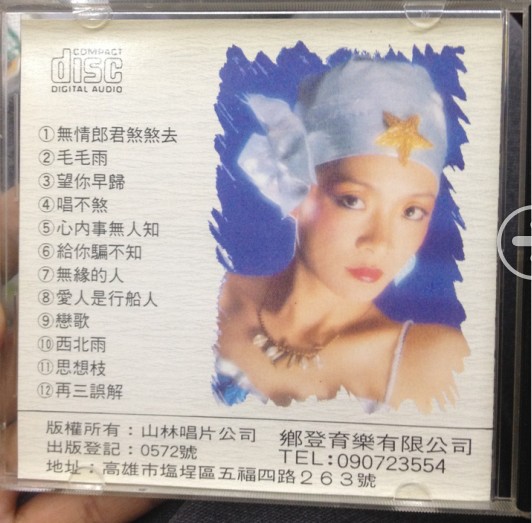 COMPACT
disc
DIGITAL AUDIO
①無情郎君煞煞去
②毛毛雨
③望你早歸
④唱不煞
⑤心内事無人知
⑥給你騙不知
⑦無緣的人
⑧愛人是行船人
⑨戀歌
⑩西北雨
⑪思想枝
⑫再三誤解
版權所有：山林唱片公司
出版登記：0572號
地址：高雄市塩埕區五福四路２６３號
鄉登育樂有限公司
TEL:090723554